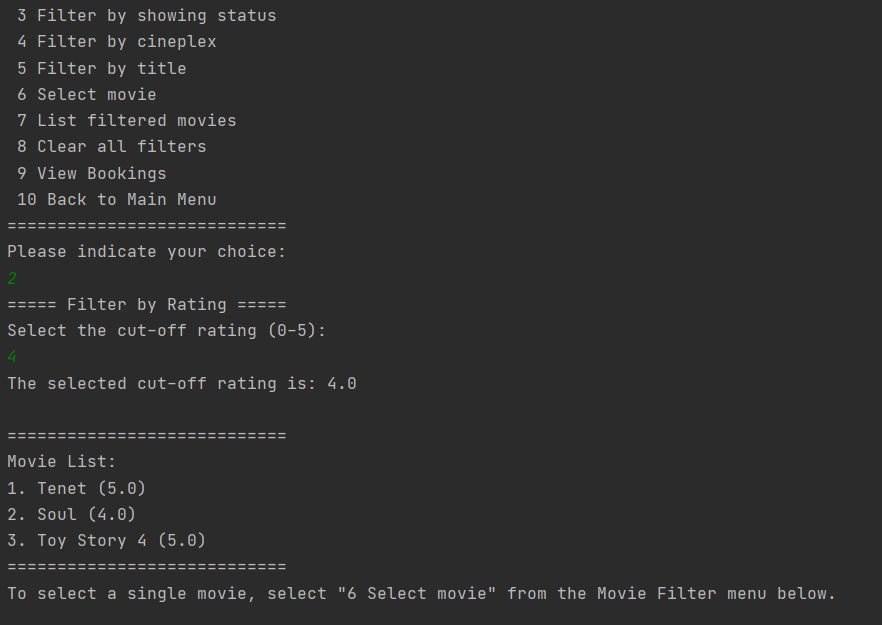 3 Filter by showing status
4 Filter by cineplex
5 Filter by title
6 Select movie
7 List filtered movies
8 Clear all filters
9 View Bookings
10 Back to Main Menu
============================
Please indicate your choice:
2
===== Filter by Rating =====
Select the cut-off rating (0-5):
4
The selected cut-off rating is: 4.0
============================
Movie List:
1. Tenet (5.0)
2. Soul (4.0)
3. Toy Story 4 (5.0)
============================
To select a single movie, select "6 Select movie" from the Movie Filter menu below.